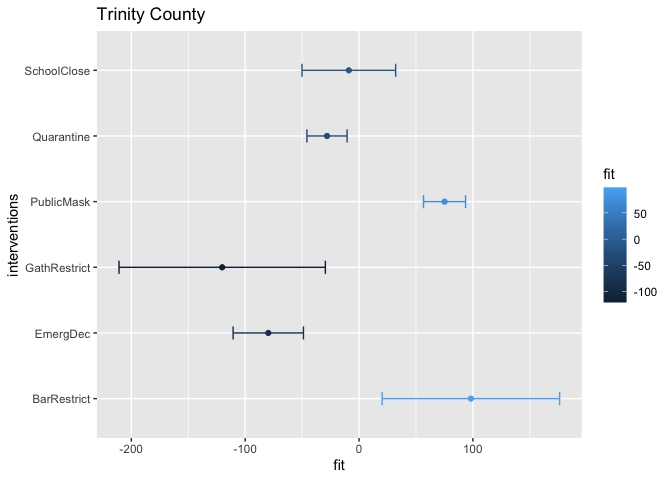 Trinity County
SchoolClose
Quarantine
PublicMask
GathRestrict
EmergDec
BarRestrict
interventions
-200
-100
0
100
fit
fit
50
0
-50
-100